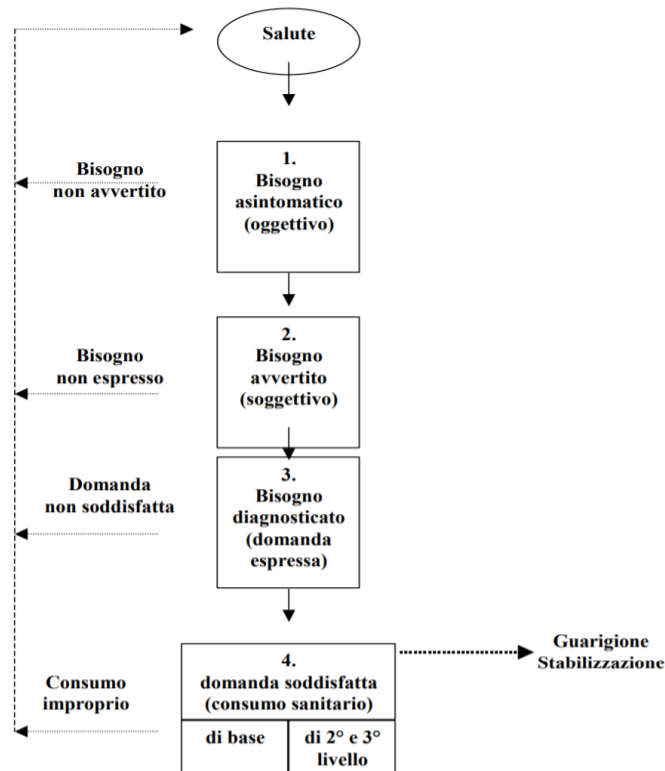 Salute
1.
Bisogno
asintomatico
(oggettivo)
Bisogno
non avvertito
2.
Bisogno
avvertito
(soggettivo)
Bisogno
non espresso
3.
Bisogno
diagnosticato
(domanda
espressa)
Domanda
non soddisfatta
4.
domanda soddisfatta
(consumo sanitario)
di base
di 2° e 3°
livello
Consumo
improprio
Guarigione
Stabilizzazione